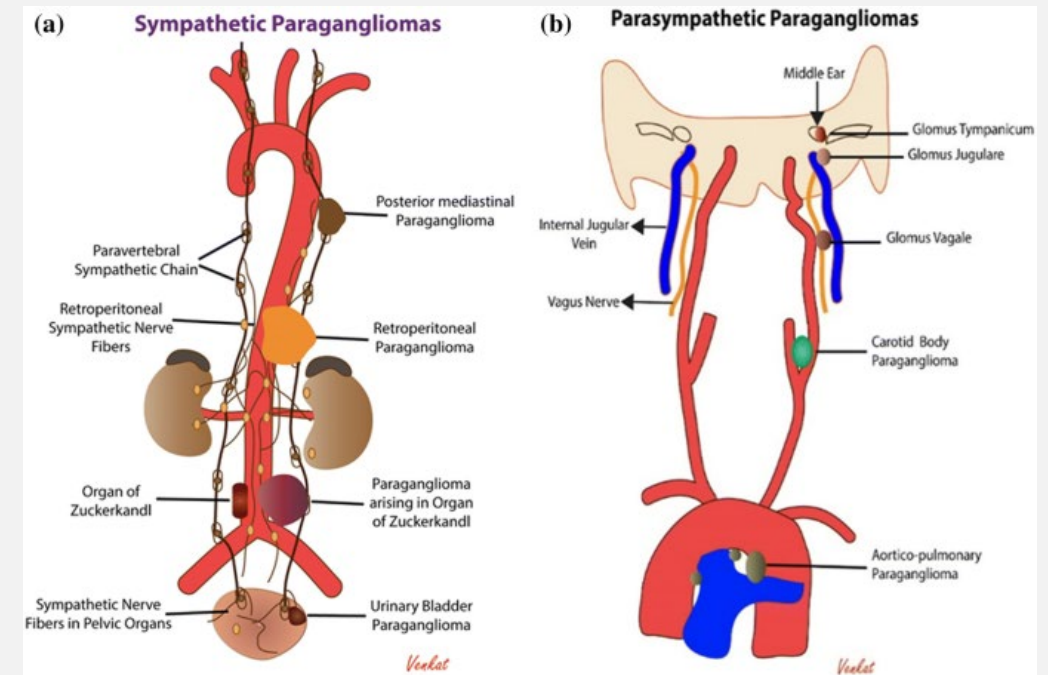 (a)
Sympathetic Paragangliomas
Posterior mediastinal
Paraganglioma
Paravertebral
Sympathetic Chain
Retroperitoneal
Sympathetic Nerve
Fibers
Retroperitoneal
Paraganglioma
Organ of
Zuckerkandl
Paraganglioma
arising in Organ
of Zuckerkandl
Sympathetic Nerve
Fibers in Pelvic Organs
Urinary Bladder
Paraganglioma
Venkat
(b)
Parasympathetic Paragangliomas
Middle Ear
Glomus Tympanicum
Glomus Jugulare
Internal Jugular
Vein
Glomus Vagale
Vagus Nerve
Carotid Body
Paraganglioma
Aortico-pulmonary
Paraganglioma
Venkat